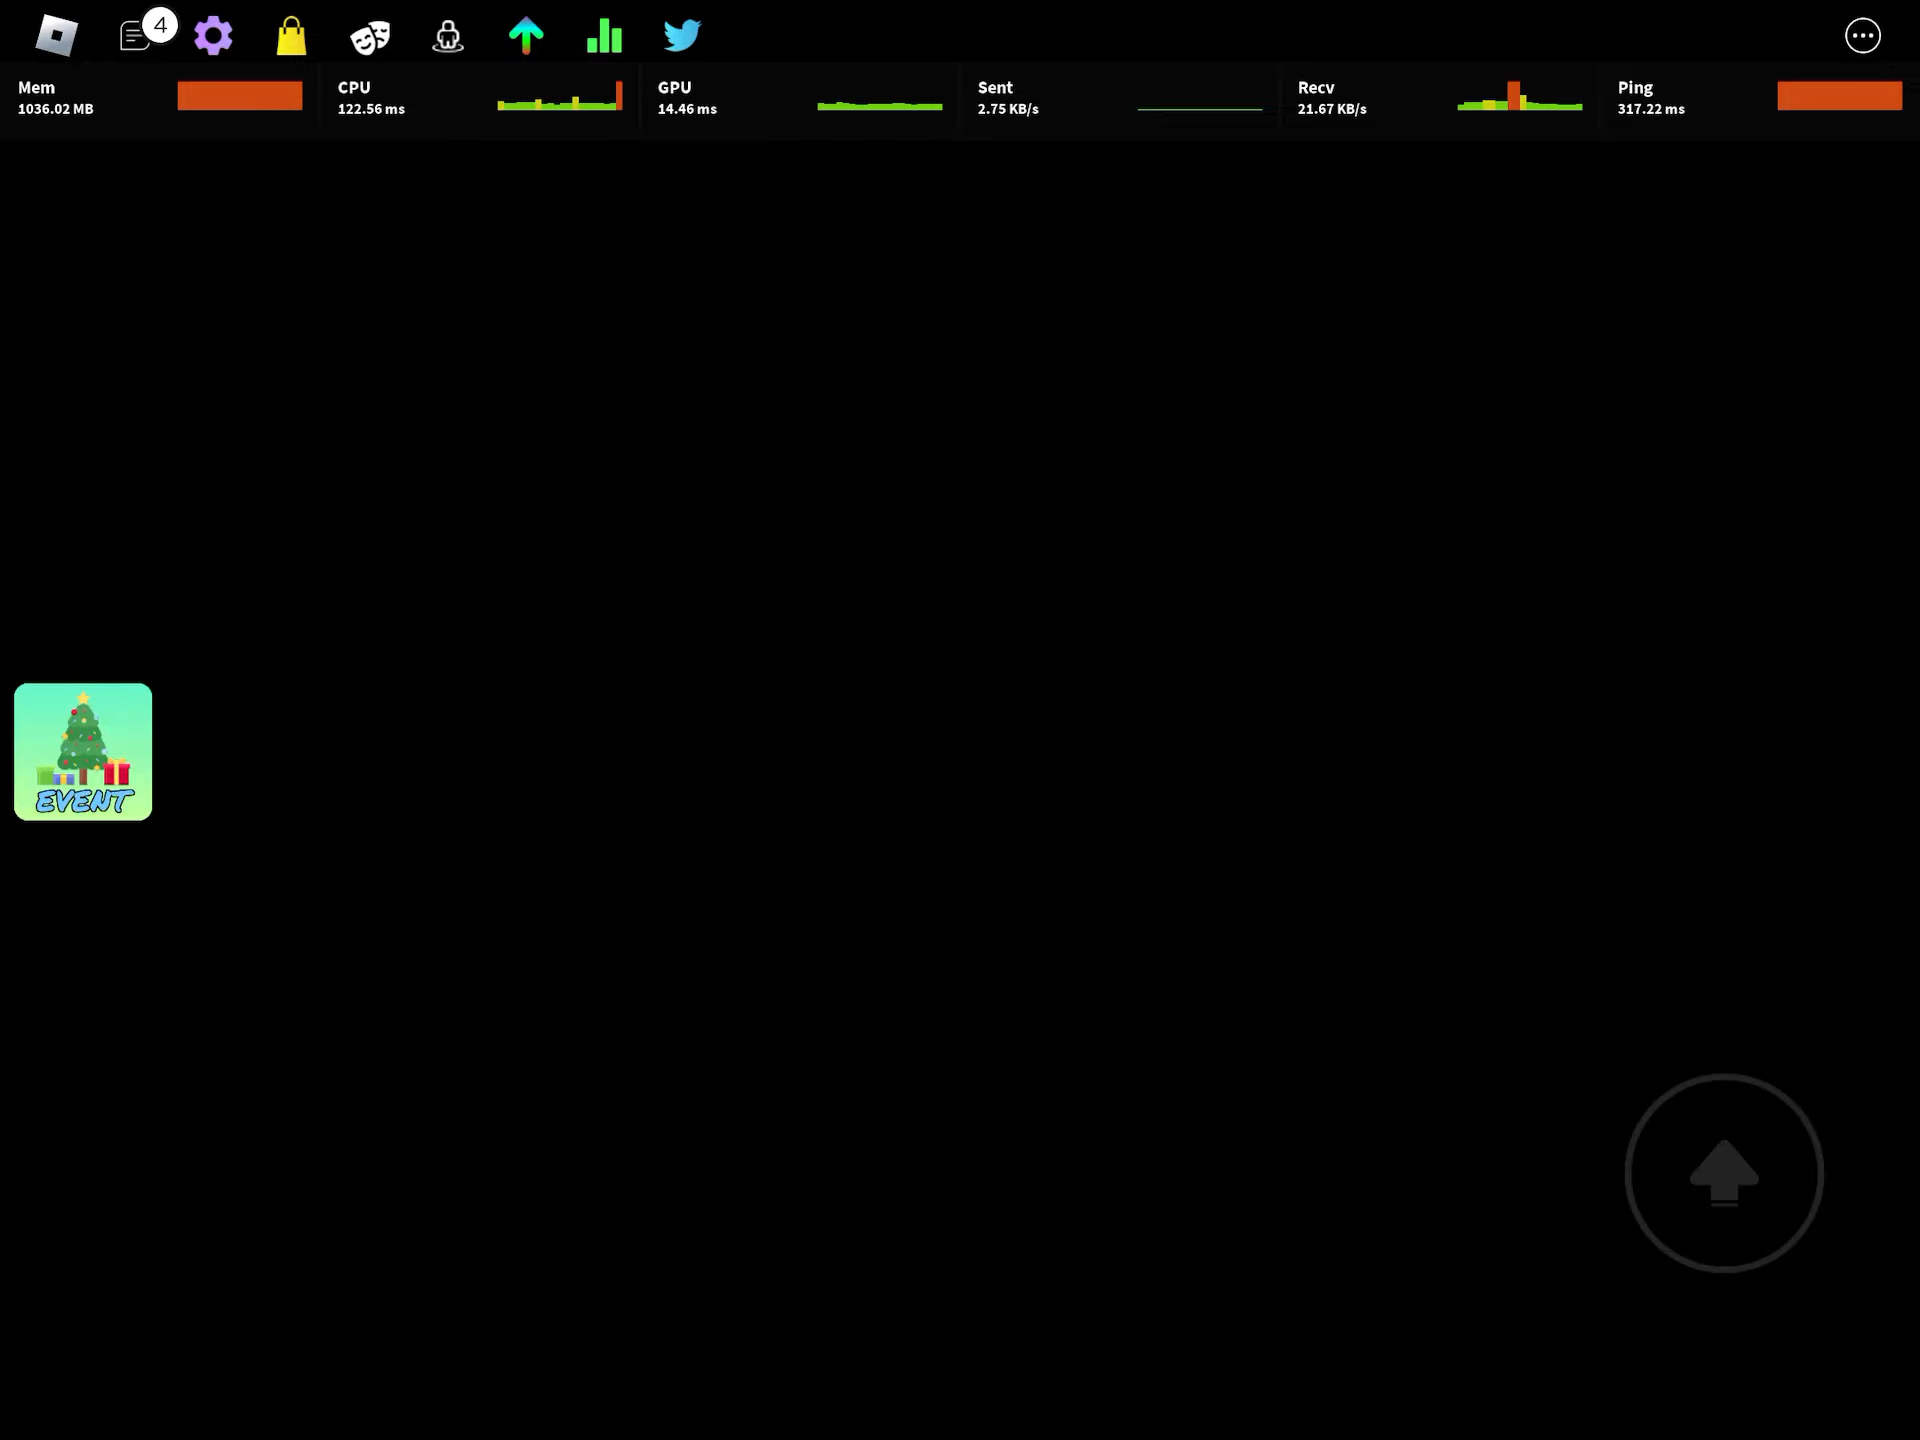 4
Mem
1036.02 MB
CPU
122.56 ms
GPU
14.46 ms
Sent
2.75 KB/s
Recv
21.67 KB/s
Ping
317.22 ms
EVENT